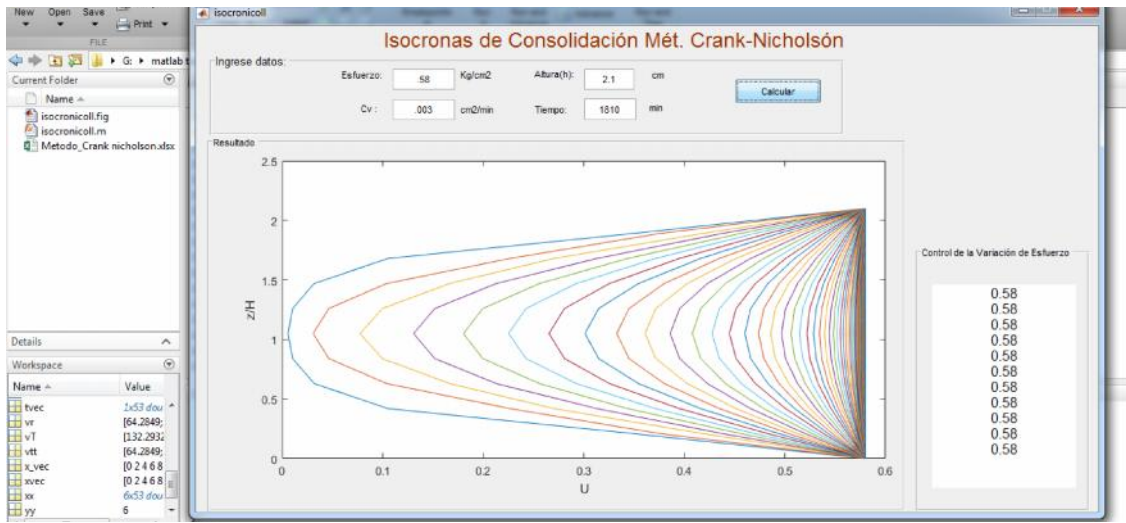 New Open Save
Print
FILE
G: matlab t
Current Folder
Name
isocronicoll.fig
isocronicoll.m
Metodo_Crank nicholson.xlsx
Details
Workspace
Name Value
tvec 1x53 dou
vr [64.2849;
vT [132.2932
vtt [64.2849;
x_vec [0 2 4 6 8
xvec [0 2 4 6 8
xx 6x53 dou
yy 6
isocronicoll
Isocronas de Consolidación Mét. Crank-Nicholsón
Ingrese datos:
Esfuerzo: .58 Kg/cm2 Altura(h): 2.1 cm
Calcular
Cv : .003 cm2/min Tiempo: 1810 min
Resultado
2.5
2
1.5
1
0.5
0
z/H
0 0.1 0.2 0.3 0.4 0.5 0.6
U
Control de la Variación de Esfuerzo
0.58
0.58
0.58
0.58
0.58
0.58
0.58
0.58
0.58
0.58
0.58